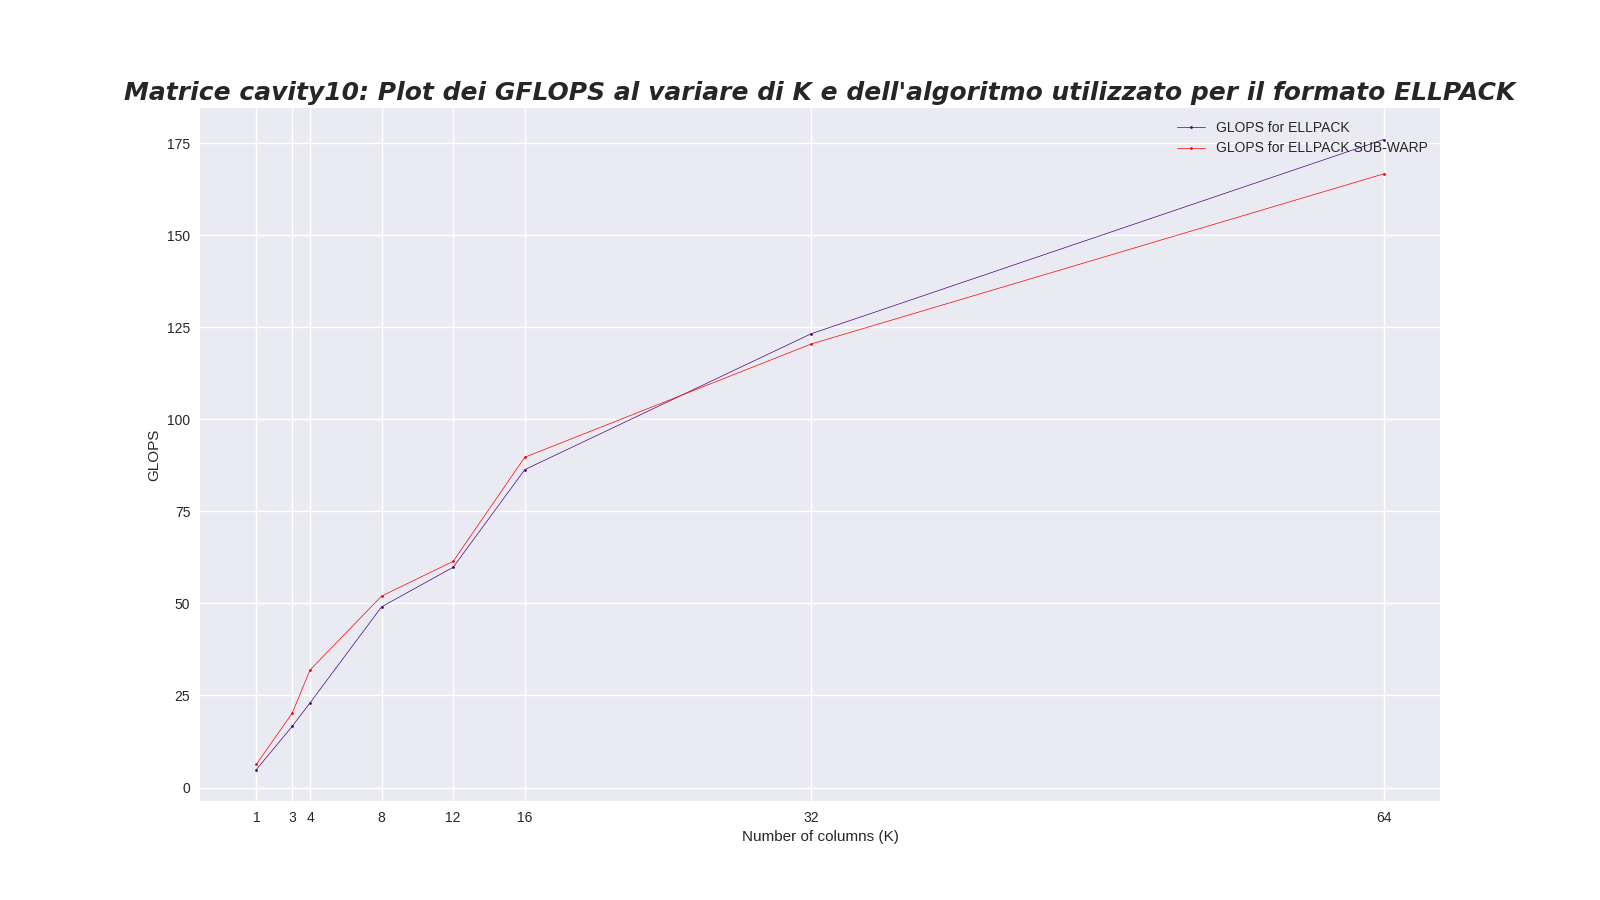 Matrice cavity10: Plot dei GFLOPS al variare di K e dell'algoritmo utilizzato per il formato ELLPACK
GLOPS for ELLPACK
GLOPS for ELLPACK SUB-WARP
175
150
125
100
75
50
25
0
GLOPS
1 3 4 8 12 16 32 64
Number of columns (K)